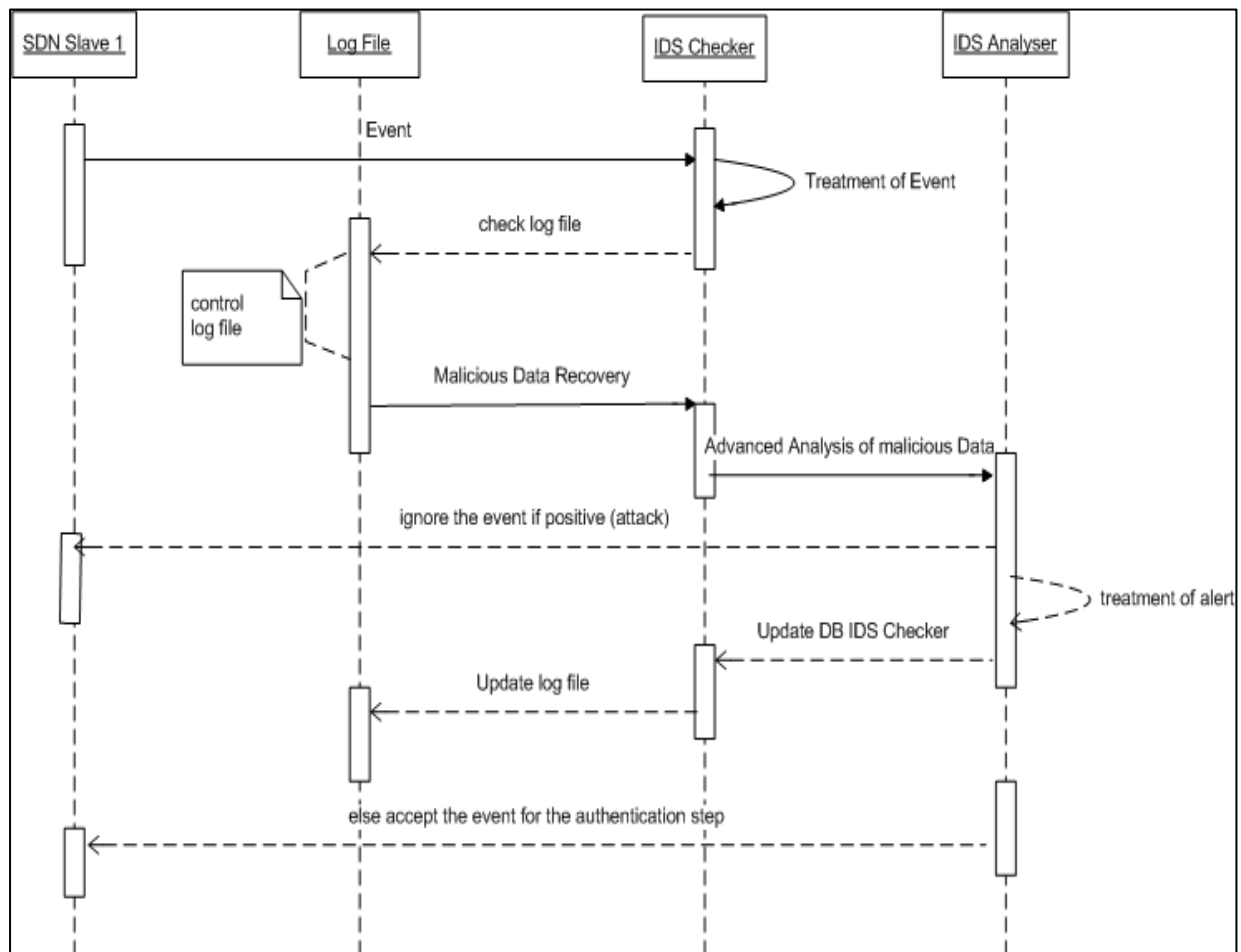 SDN Slave 1
Log File
IDS Checker
IDS Analyser
Event
Treatment of Event
check log file
control
log file
Malicious Data Recovery
Advanced Analysis of malicious Data
ignore the event if positive (attack)
treatment of alert
Update DB IDS Checker
Update log file
else accept the event for the authentication step